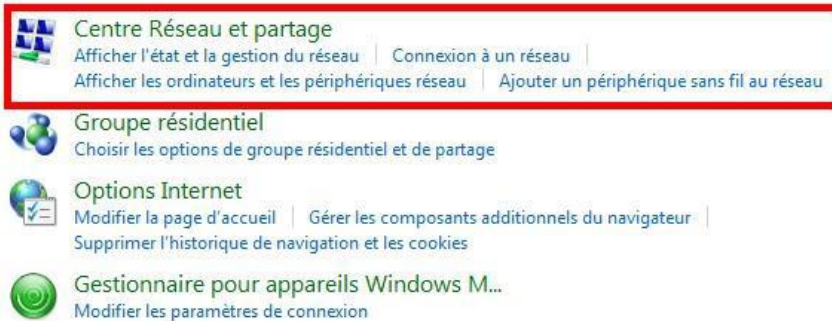 Centre Réseau et partage
Afficher l'état et la gestion du réseau | Connexion à un réseau |
Afficher les ordinateurs et les périphériques réseau | Ajouter un périphérique sans fil au réseau
Groupe résidentiel
Choisir les options de groupe résidentiel et de partage
Options Internet
Modifier la page d'accueil | Gérer les composants additionnels du navigateur |
Supprimer l'historique de navigation et les cookies
Gestionnaire pour appareils Windows M...
Modifier les paramètres de connexion